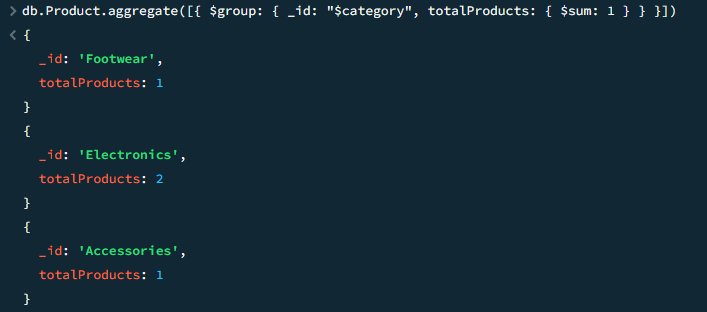 > db.Product.aggregate([{ $group: { _id: "$category", totalProducts: { $sum: 1 } } }])
< {
_id: 'Footwear',
totalProducts: 1
}
{
_id: 'Electronics',
totalProducts: 2
}
{
_id: 'Accessories',
totalProducts: 1
}